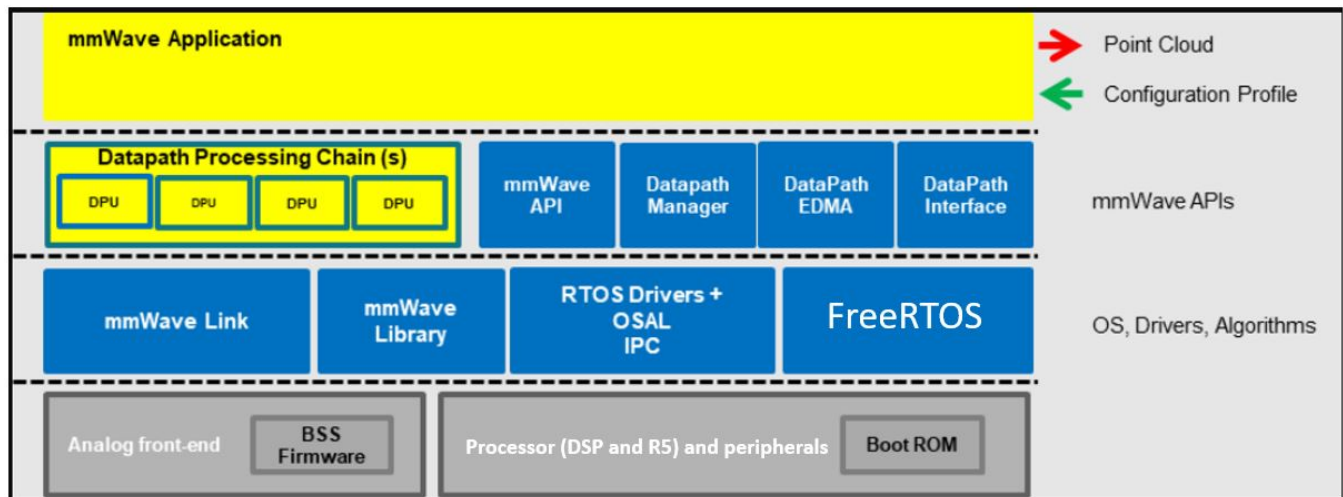 mmWave Application
Point Cloud
Configuration Profile
Datapath Processing Chain (s)
DPU
DPU
DPU
DPU
mmWave
API
Datapath
Manager
DataPath
EDMA
DataPath
Interface
mmWave APIs
mmWave Link
mmWave
Library
RTOS Drivers +
OSAL
IPC
FreeRTOS
OS, Drivers, Algorithms
Analog front-end
BSS
Firmware
Processor (DSP and R5) and peripherals
Boot ROM